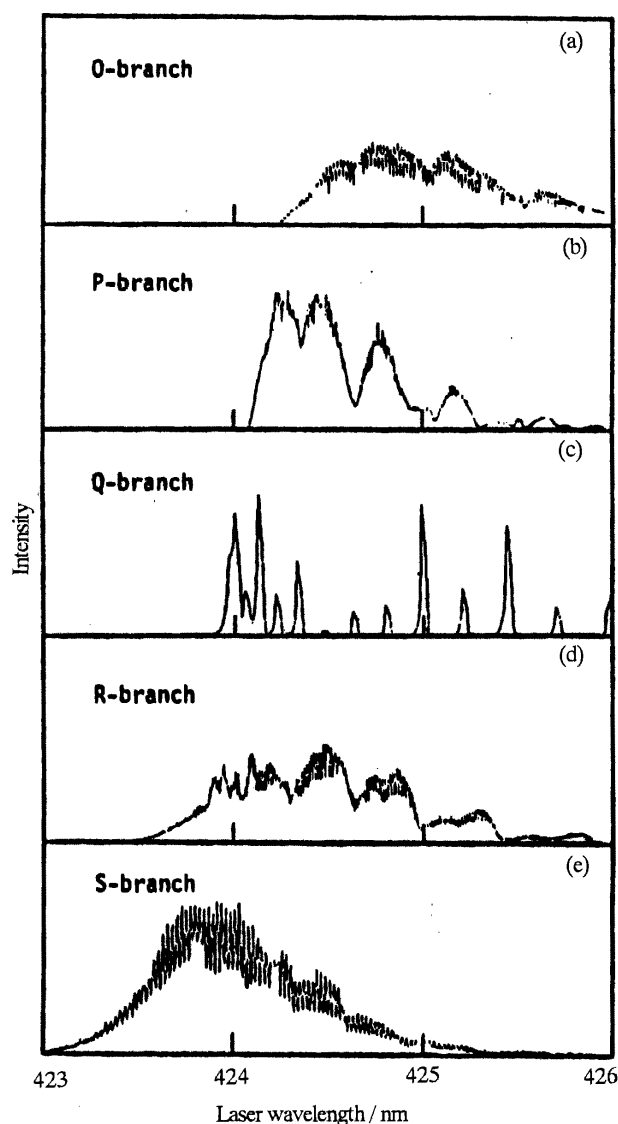 (a)
O-branch
(b)
P-branch
(c)
Q-branch
Intensity
(d)
R-branch
(e)
S-branch
423 424 425 426
Laser wavelength / nm